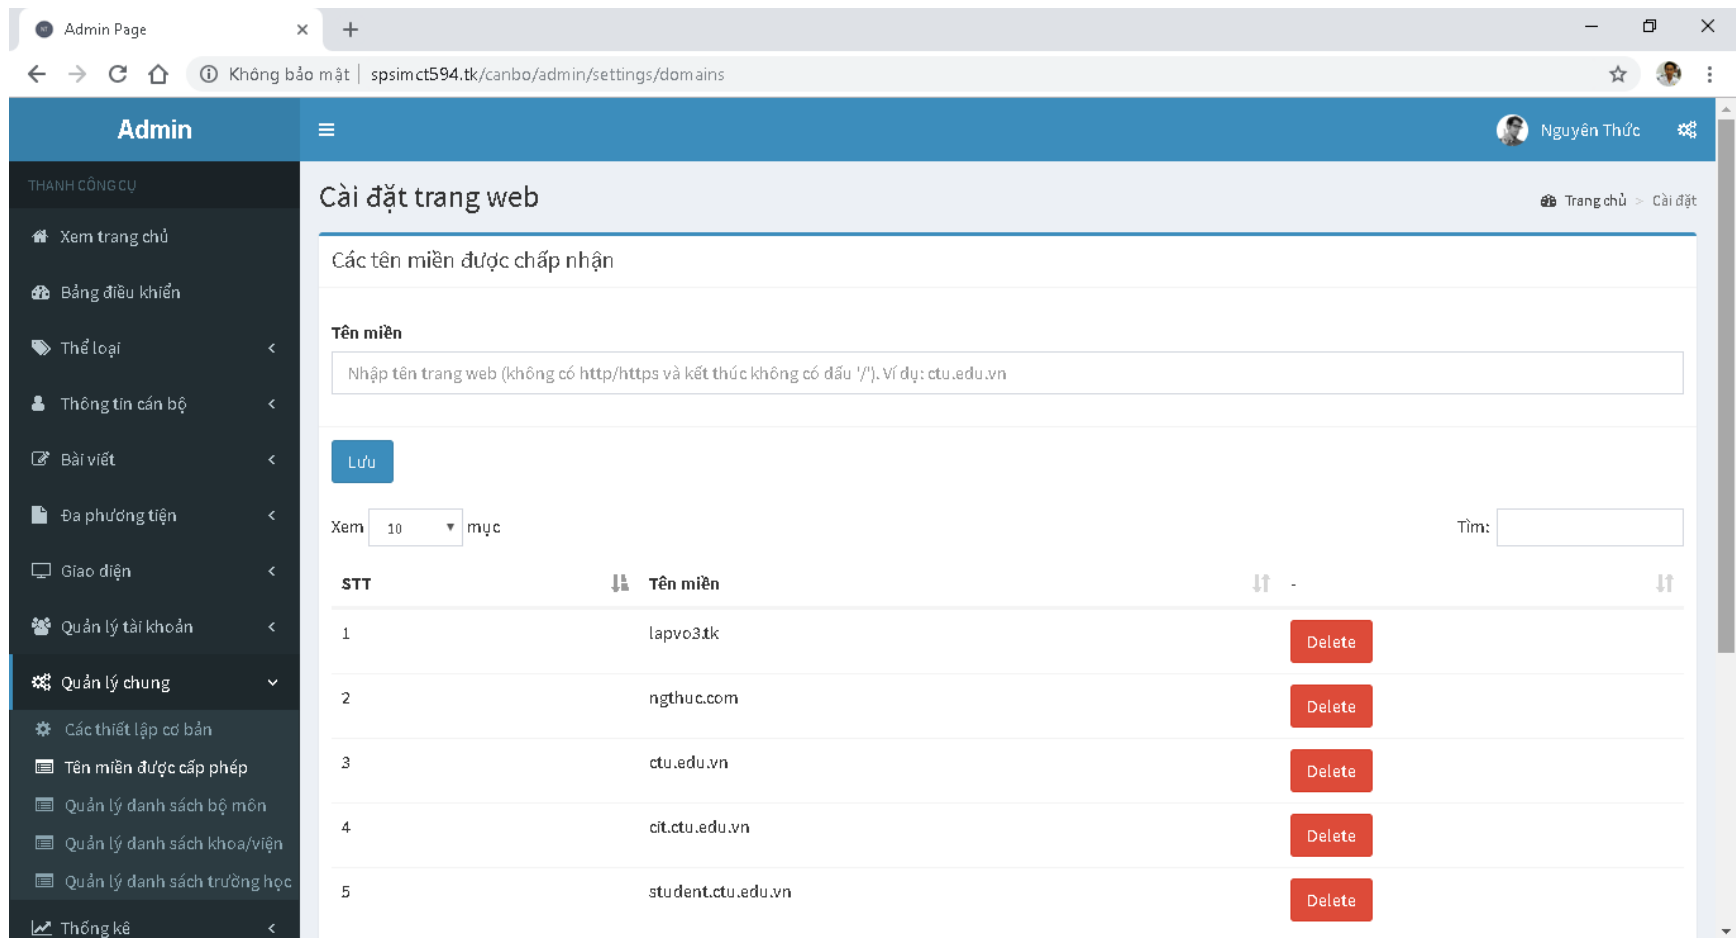 Admin Page
Không bảo mật | spsimct594.tk/canbo/admin/settings/domains
Admin
Nguyên Thức
THANH CÔNG CỤ
Cài đặt trang web
Trang chủ > Cài đặt
Xem trang chủ
Các tên miền được chấp nhận
Bảng điều khiển
Tên miền
Thể loại
Nhập tên trang web (không có http/https và kết thúc không có dấu '/'). Ví dụ: ctu.edu.vn
Thông tin cán bộ
Bài viết
Lưu
Đa phương tiện
Xem 10 mục
Tìm:
Giao diện
STT Tên miền -
Quản lý tài khoản
1 lapvo3.tk Delete
Quản lý chung
2 ngthuc.com Delete
Các thiết lập cơ bản
Tên miền được cấp phép
3 ctu.edu.vn Delete
Quản lý danh sách bộ môn
4 cit.ctu.edu.vn Delete
Quản lý danh sách khoa/viện
Quản lý danh sách trường học
5 student.ctu.edu.vn Delete
Thống kê